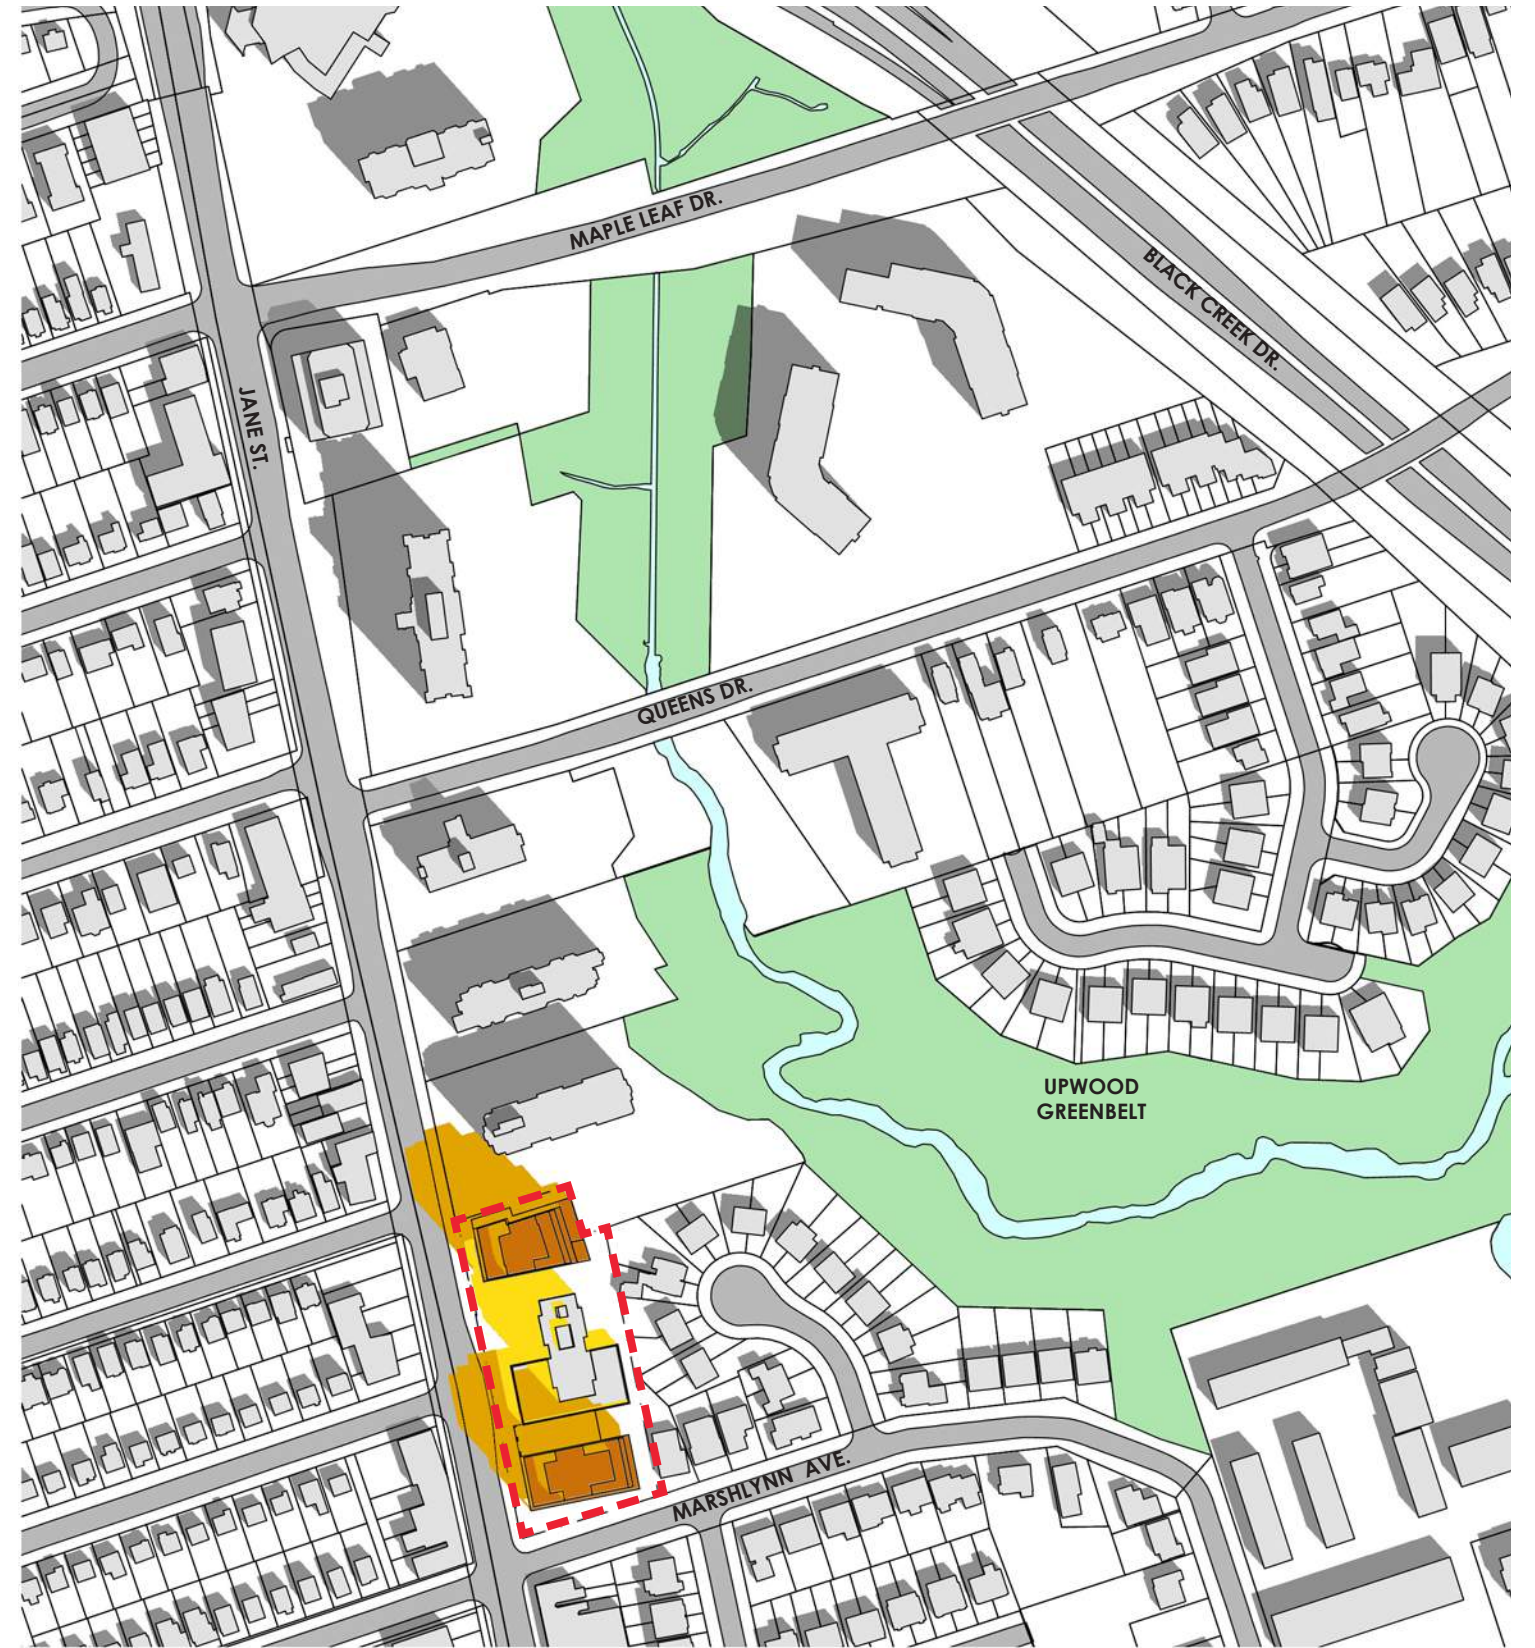 MAPLE LEAF DR.
BLACK CREEK DR.
JANE ST.
QUEENS DR.
UPWOOD
GREENBELT
MARSHLYNN AVE.